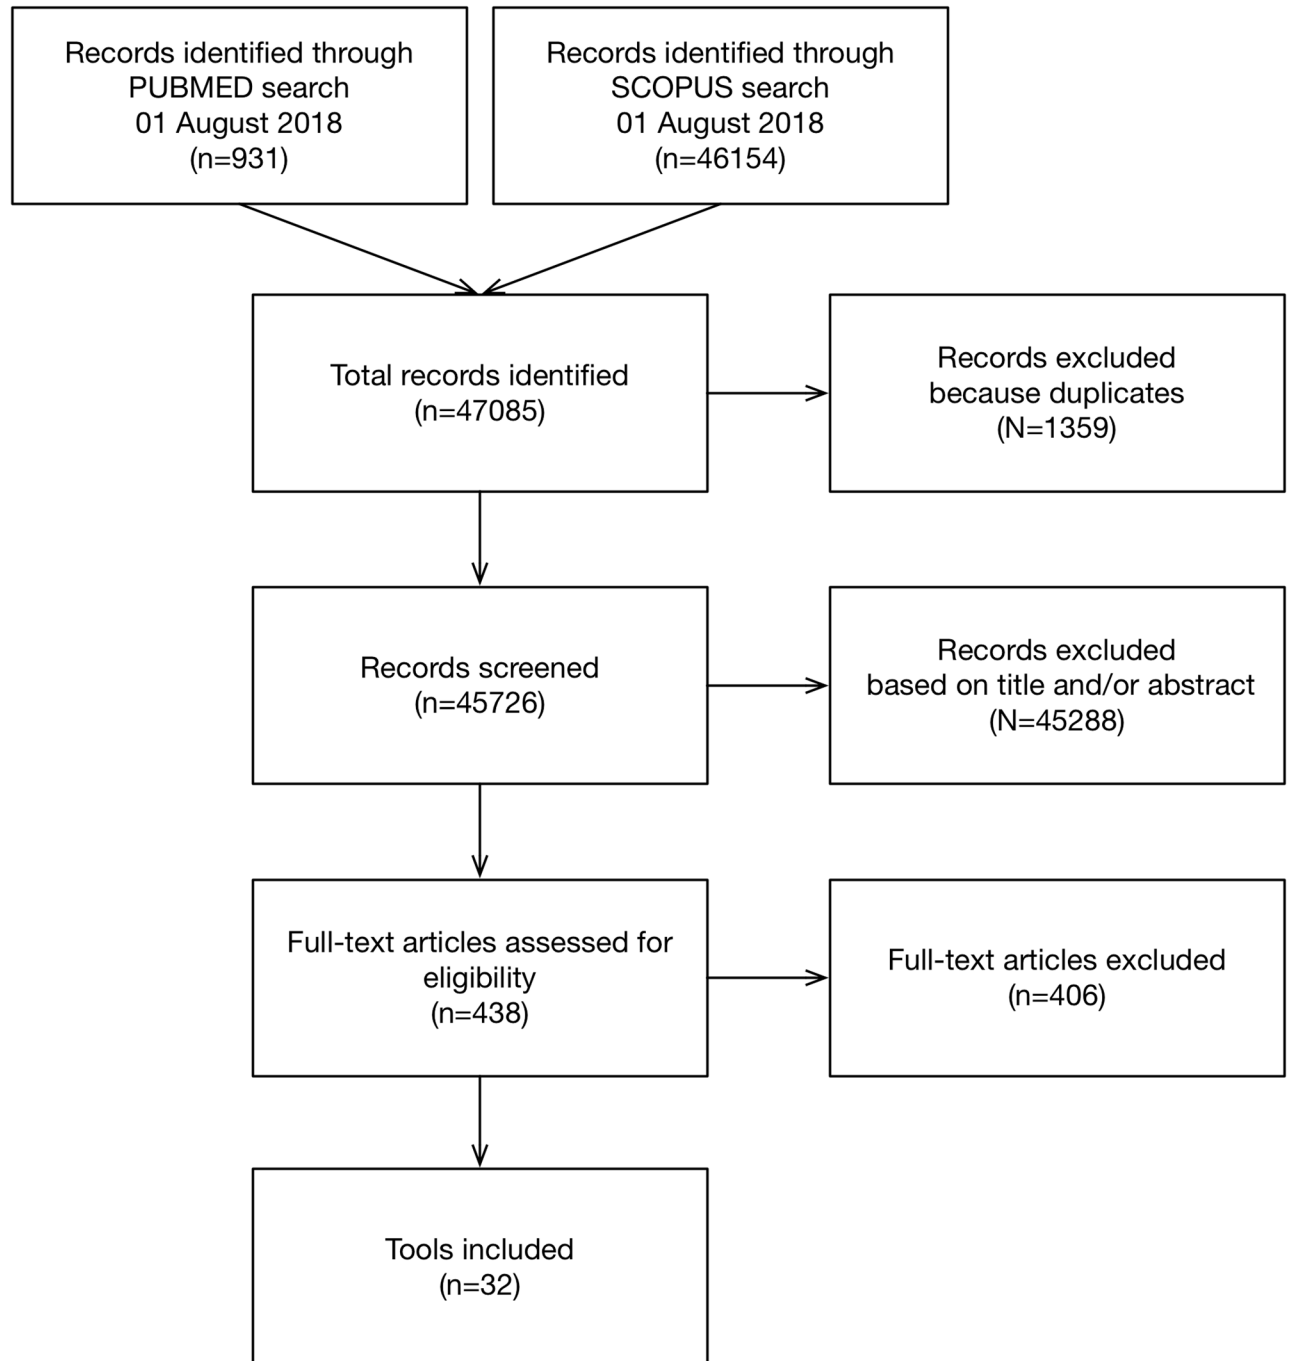 Records identified through
PUBMED search
01 August 2018
(n=931)
Records identified through
SCOPUS search
01 August 2018
(n=46154)
Total records identified
(n=47085)
Records excluded
because duplicates
(N=1359)
Records screened
(n=45726)
Records excluded
based on title and/or abstract
(N=45288)
Full-text articles assessed for
eligibility
(n=438)
Full-text articles excluded
(n=406)
Tools included
(n=32)